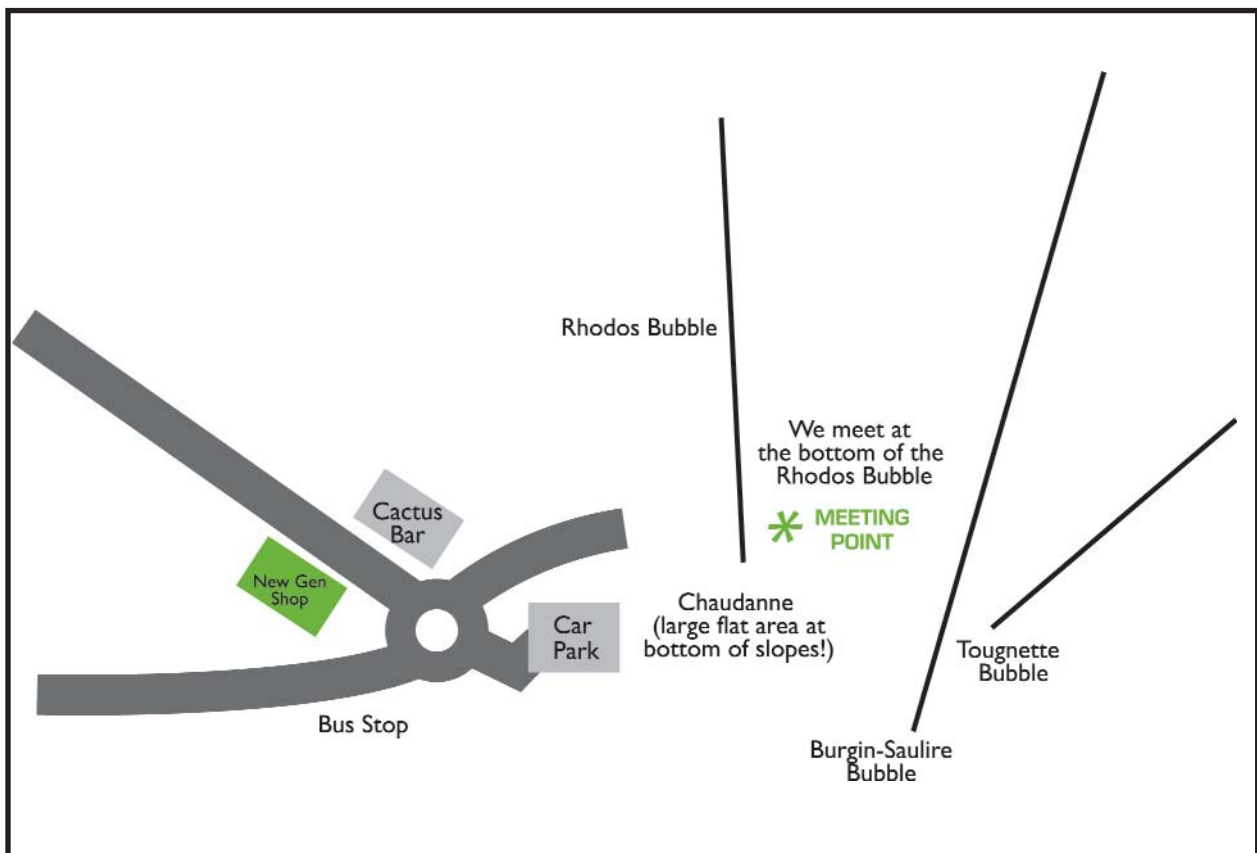 Rhodos Bubble
We meet at
the bottom of the
Rhodos Bubble
MEETING
POINT
Cactus
Bar
New Gen
Shop
Car
Park
Chaudanne
(large flat area at
bottom of slopes!)
Tougnette
Bubble
Bus Stop
Burgin-Saulire
Bubble